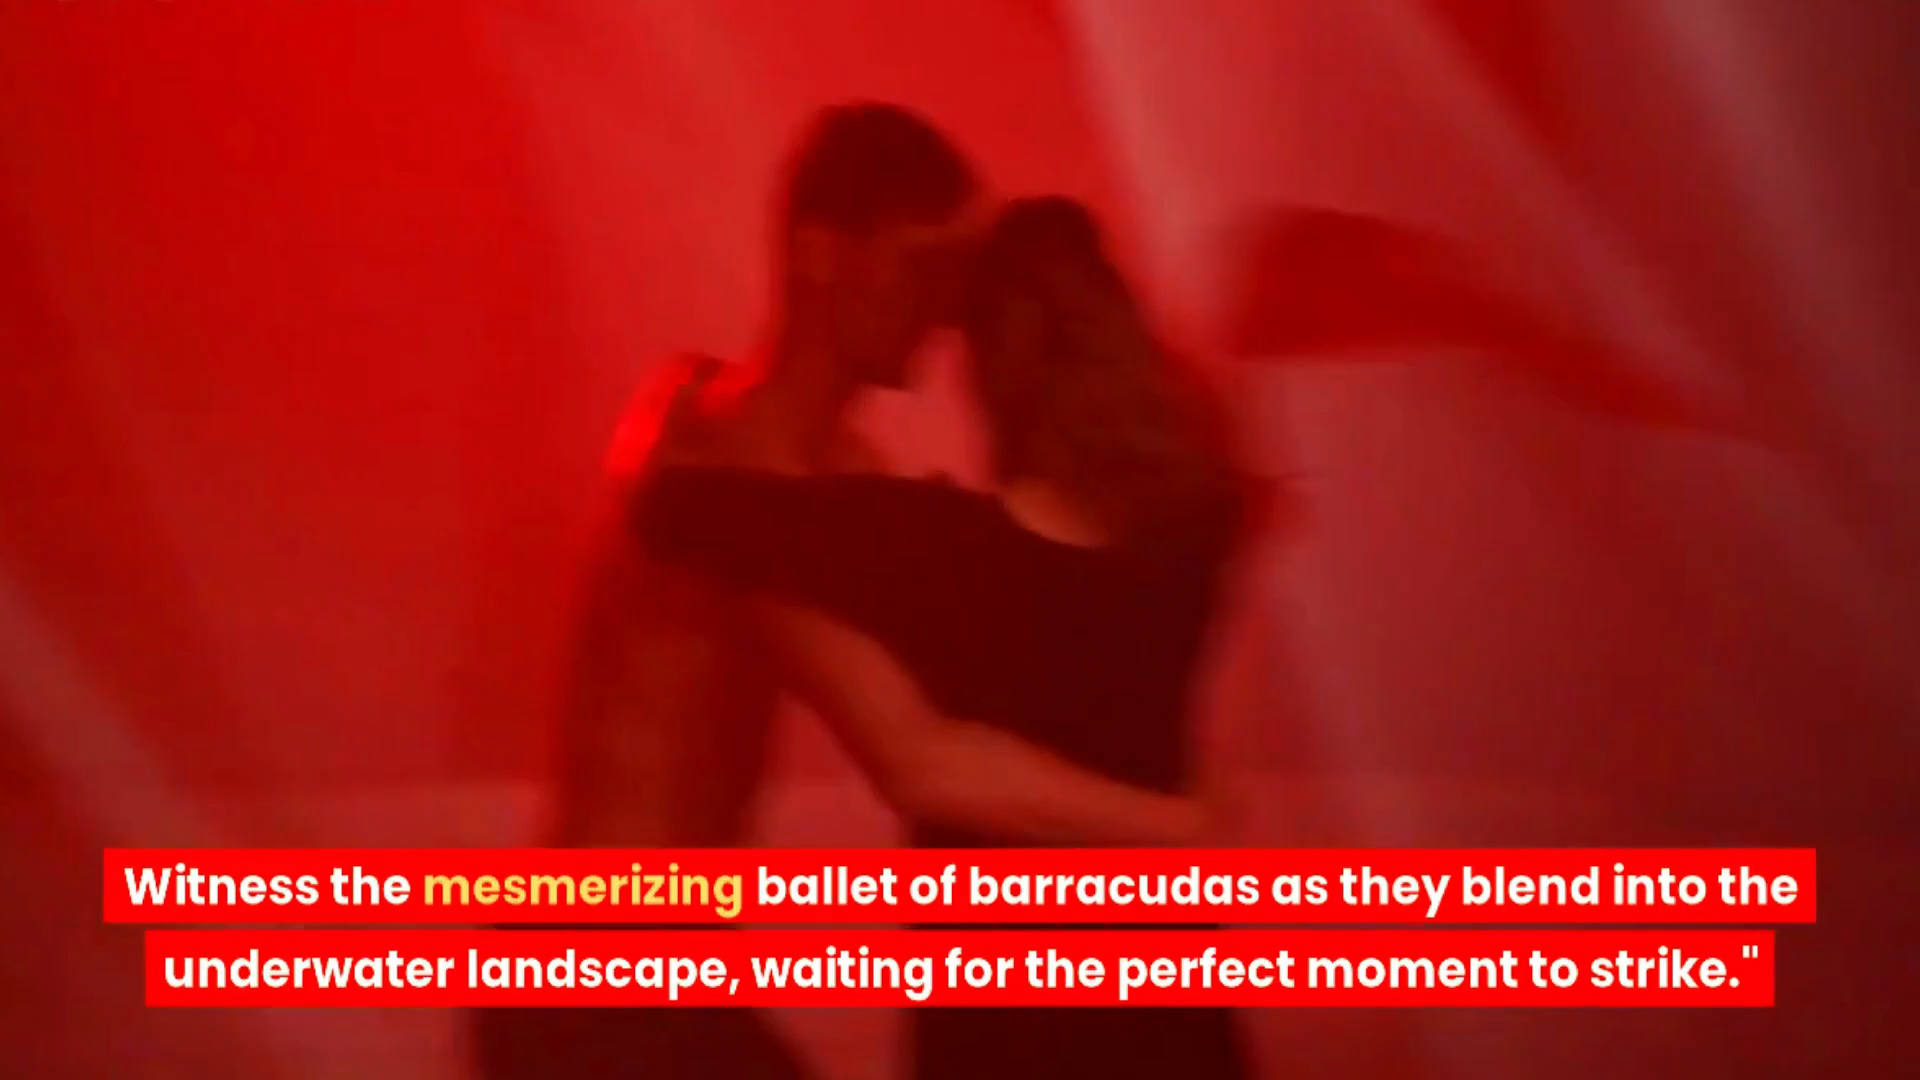 Witness the mesmerizing ballet of barracudas as they blend into the
underwater landscape, waiting for the perfect moment to strike."